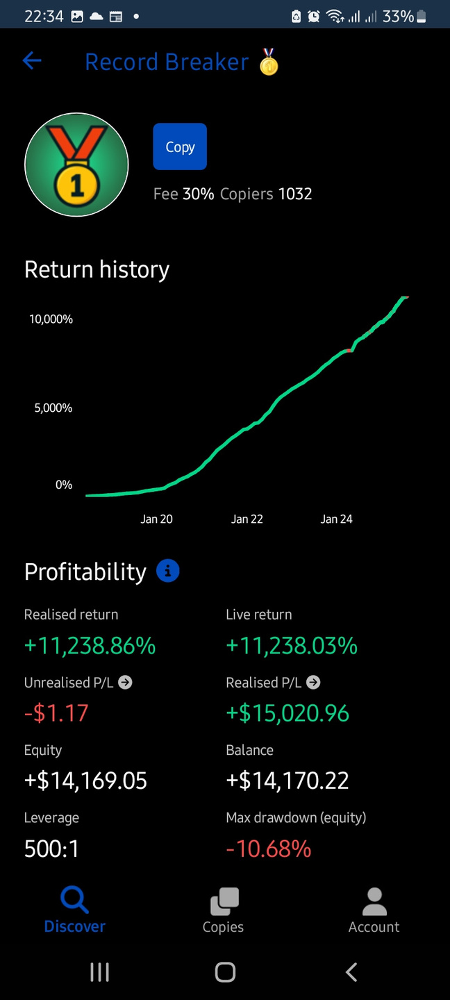 22:34 33%
Record Breaker
1
Copy
Fee 30% Copiers 1032
Return history
10,000%
5,000%
0%
Jan 20 Jan 22 Jan 24
Profitability
Realised return Live return
+11,238.86% +11,238.03%
Unrealised P/L Realised P/L
-$1.17 +$15,020.96
Equity Balance
+$14,169.05 +$14,170.22
Leverage Max drawdown (equity)
500:1 -10.68%
Discover Copies Account